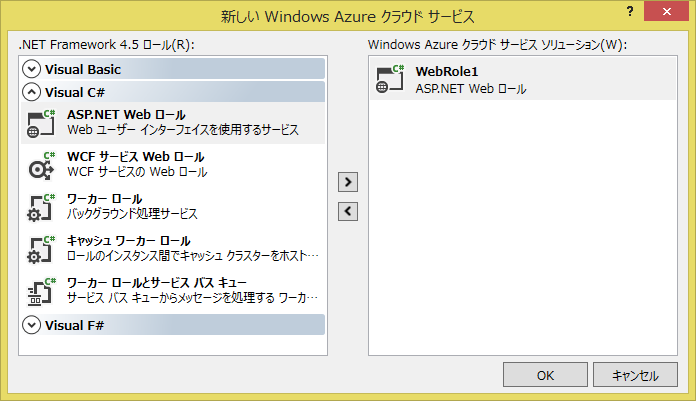 新しい Windows Azure クラウド サービス
? ×
.NET Framework 4.5 ロール(R):
Windows Azure クラウド サービス ソリューション(W):
Visual Basic
Visual C#
C#
ASP.NET Web ロール
Web ユーザー インターフェイスを使用するサービス
C#
WCF サービス Web ロール
WCF サービスの Web ロール
C#
ワーカー ロール
バックグラウンド処理サービス
C#
キャッシュ ワーカー ロール
ロールのインスタンス間でキャッシュ クラスターをホスト…
C#
ワーカー ロールとサービス バス キュー
サービス バス キューからメッセージを処理する ワーカ…
Visual F#
C#
WebRole1
ASP.NET Web ロール
OK
キャンセル